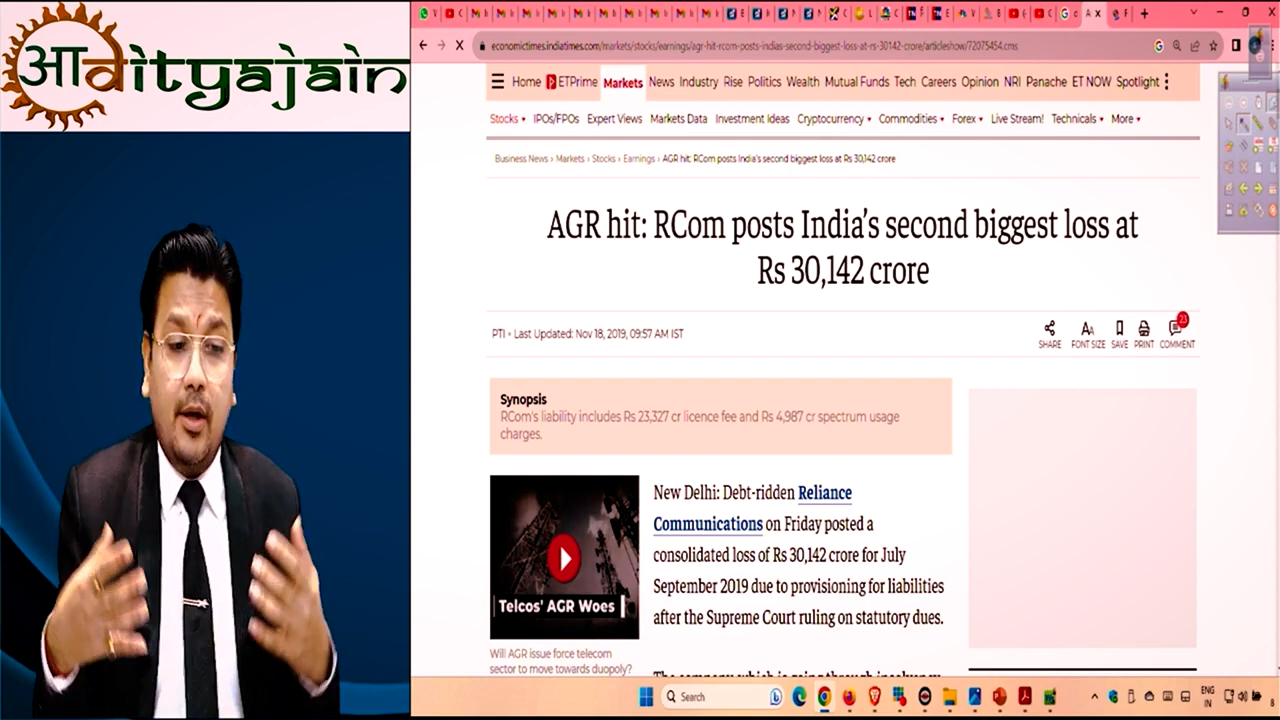 आdityajain
economictimes.indiatimes.com/markets/stocks/earnings/agr-hit-rcom-posts-indias-second-biggest-loss-at-rs-30142-crore/articleshow/72075454.cms
Home ETPrime Markets News Industry Rise Politics Wealth Mutual Funds Tech Careers Opinion NRI Panache ET NOW Spotlight
Stocks IPOs/FPOs Expert Views Markets Data Investment Ideas Cryptocurrency Commodities Forex Live Stream! Technicals More
Business News › Markets › Stocks › Earnings › AGR hit: RCom posts India's second biggest loss at Rs 30,142 crore
AGR hit: RCom posts India's second biggest loss at
Rs 30,142 crore
PTI • Last Updated: Nov 18, 2019, 09:57 AM IST
23
SHARE FONT SIZE SAVE PRINT COMMENT
Synopsis
RCom's liability includes Rs 23,327 cr licence fee and Rs 4,987 cr spectrum usage
charges.
Telcos' AGR Woes
Will AGR issue force telecom
sector to move towards duopoly?
New Delhi: Debt-ridden Reliance
Communications on Friday posted a
consolidated loss of Rs 30,142 crore for July
September 2019 due to provisioning for liabilities
after the Supreme Court ruling on statutory dues.
Search
ENG
IN